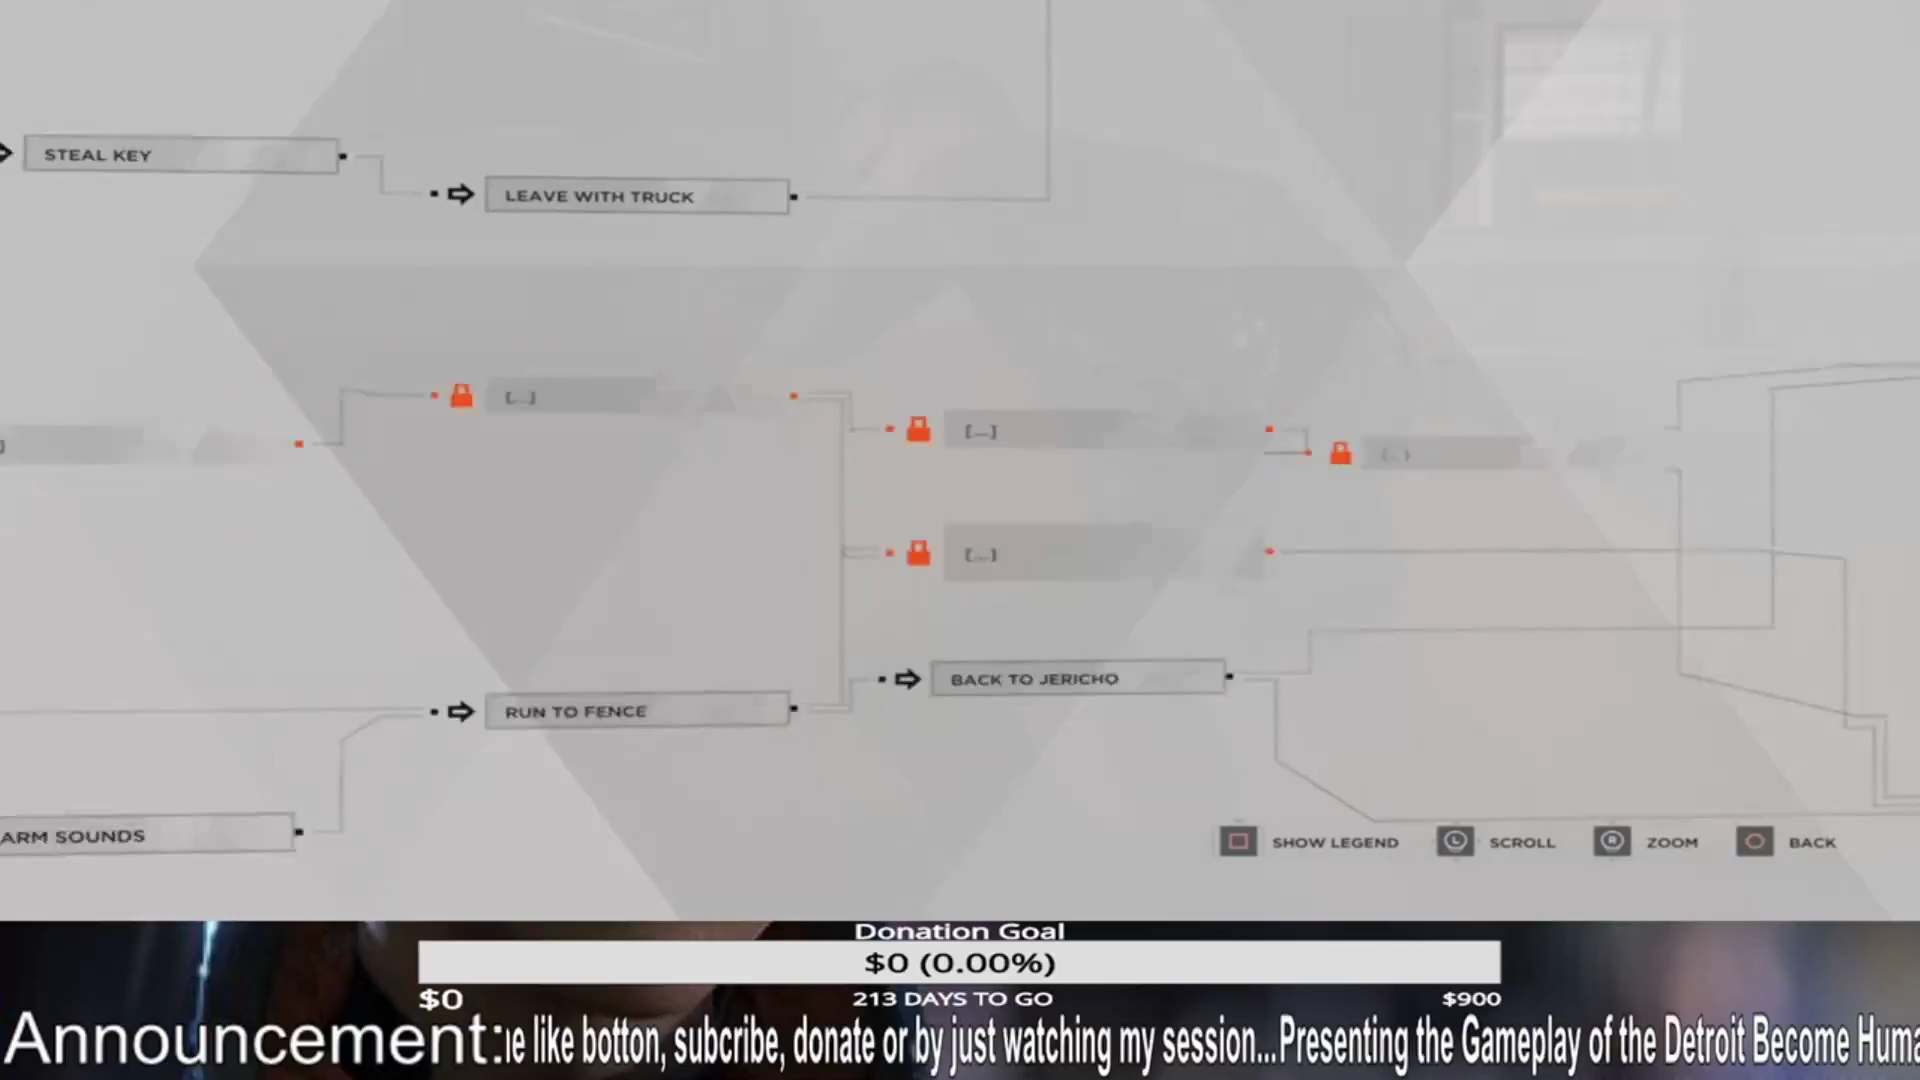 STEAL KEY
LEAVE WITH TRUCK
[...]
[...]
[...]
BACK TO JERICHO
RUN TO FENCE
ARM SOUNDS
SHOW LEGEND
SCROLL
ZOOM
BACK
Donation Goal
$0 (0.00%)
$0
213 DAYS TO GO
$900
Announcement:
like botton, subcribe, donate or by just watching my session...Presenting the Gameplay of the Detroit Become Huma